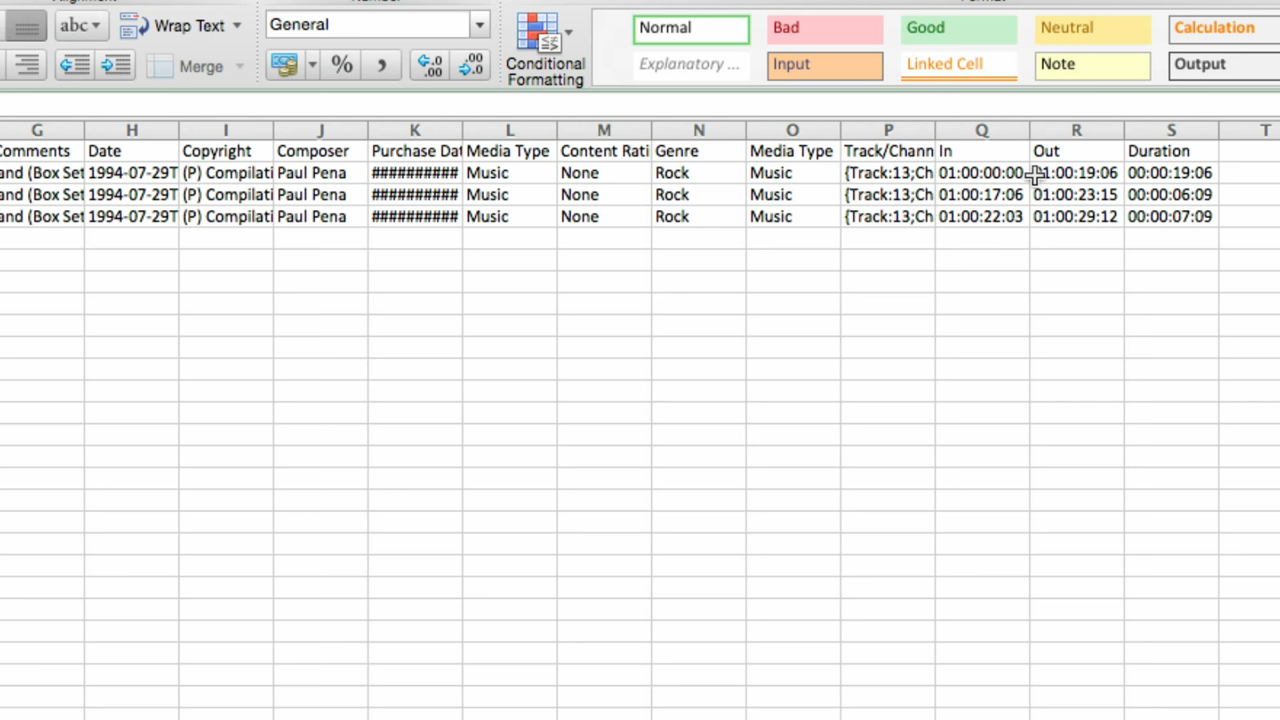 abc Wrap Text General Normal Bad Good Neutral Calculation
Merge % , .0 .00 .00 .0 Conditional Formatting Explanatory ... Input Linked Cell Note Output
G H I J K L M N O P Q R S T
Comments Date Copyright Composer Purchase Dat Media Type Content Rati Genre Media Type Track/Chann In Out Duration
and (Box Set 1994-07-29T (P) Compilati Paul Pena ########## Music None Rock Music {Track:13;Ch 01:00:00:00 01:00:19:06 00:00:19:06
and (Box Set 1994-07-29T (P) Compilati Paul Pena ########## Music None Rock Music {Track:13;Ch 01:00:17:06 01:00:23:15 00:00:06:09
and (Box Set 1994-07-29T (P) Compilati Paul Pena ########## Music None Rock Music {Track:13;Ch 01:00:22:03 01:00:29:12 00:00:07:09